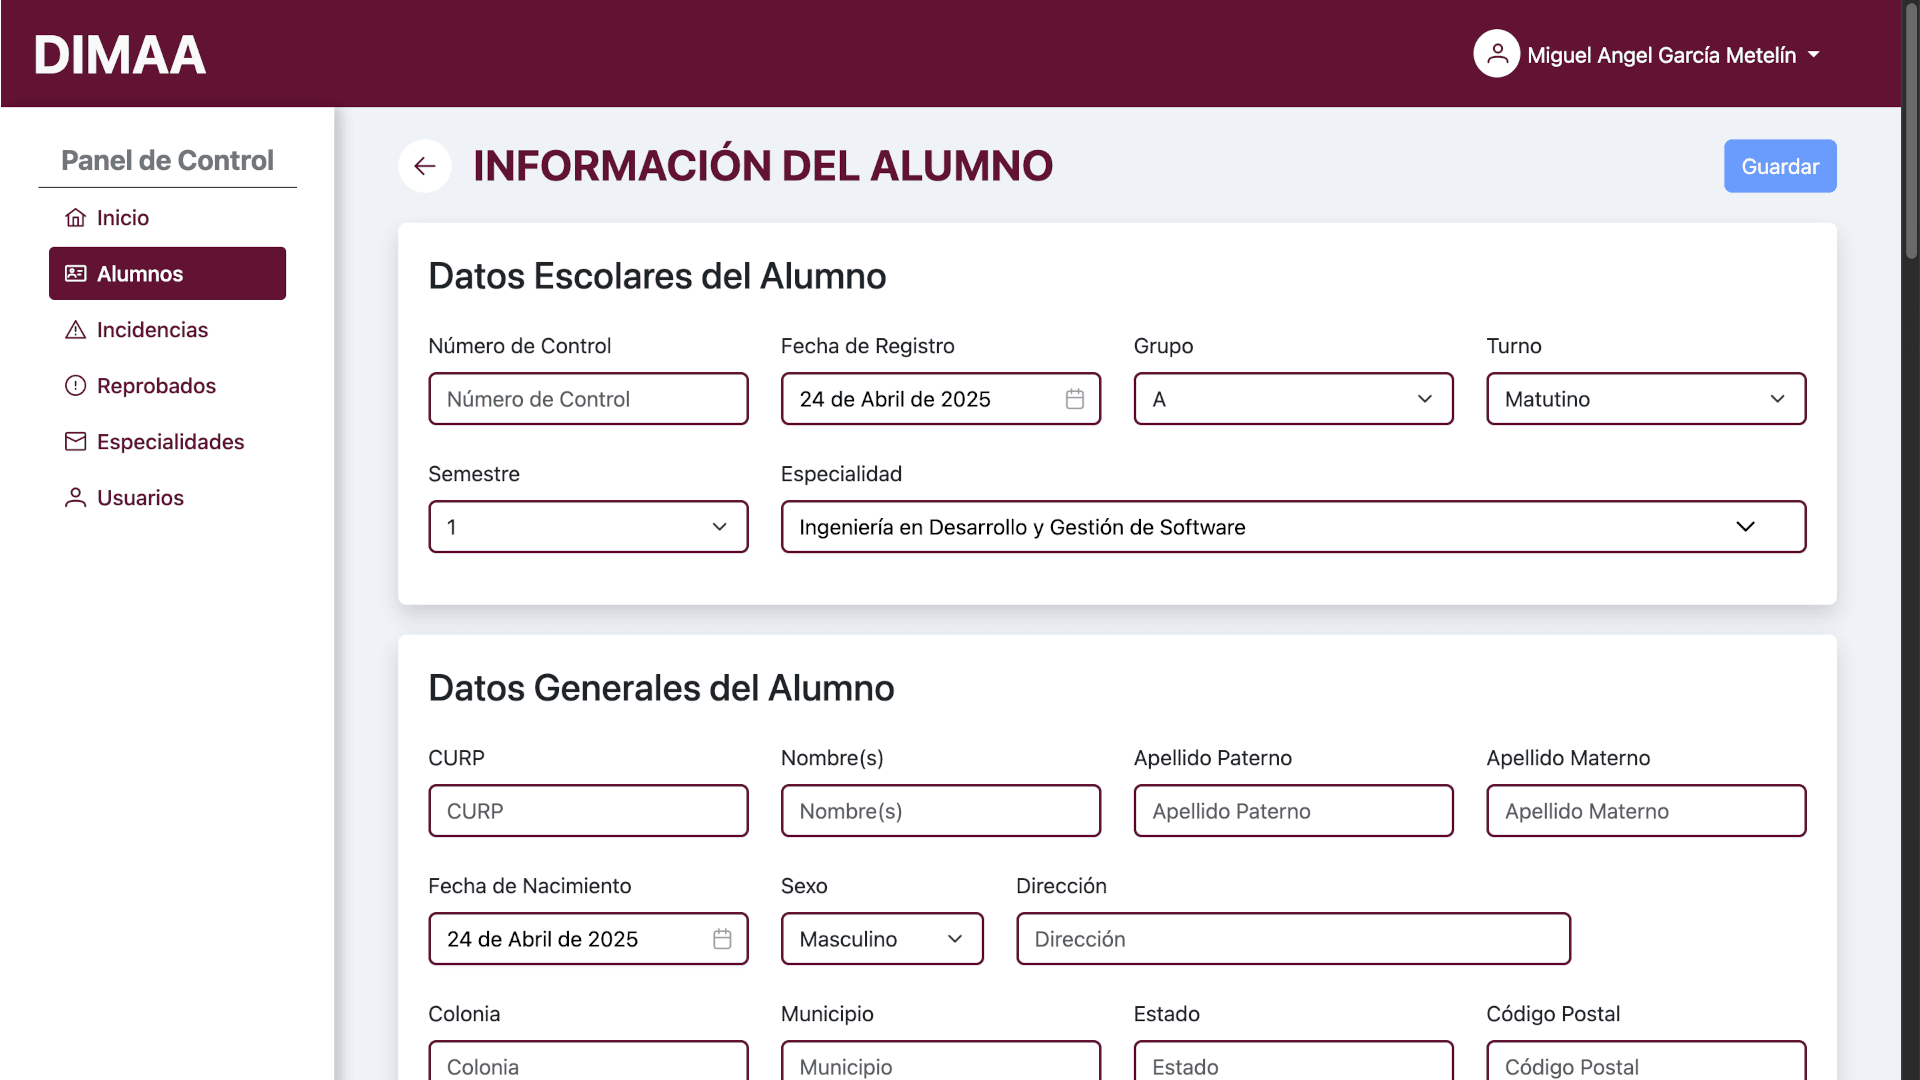 DIMAA
Miguel Angel García Metelín
Panel de Control
Inicio
Alumnos
Incidencias
Reprobados
Especialidades
Usuarios
INFORMACIÓN DEL ALUMNO
Guardar
Datos Escolares del Alumno
Número de Control
Fecha de Registro
Grupo
Turno
Número de Control
24 de Abril de 2025
A
Matutino
Semestre
Especialidad
1
Ingeniería en Desarrollo y Gestión de Software
Datos Generales del Alumno
CURP
Nombre(s)
Apellido Paterno
Apellido Materno
CURP
Nombre(s)
Apellido Paterno
Apellido Materno
Fecha de Nacimiento
Sexo
Dirección
24 de Abril de 2025
Masculino
Dirección
Colonia
Municipio
Estado
Código Postal
Colonia
Municipio
Estado
Código Postal